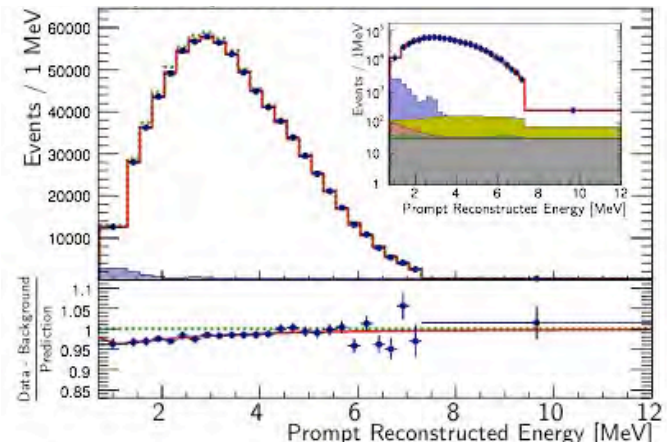 Events / 1 MeV
60000
50000
40000
30000
20000
10000
Events / 1MeV
10⁵
10⁴
10³
10²
10
1
2 4 6 8 10 12
Prompt Reconstructed Energy [MeV]
Data - Background
Prediction
1.1
1.05
1
0.95
0.9
0.85
2 4 6 8 10 12
Prompt Reconstructed Energy [MeV]